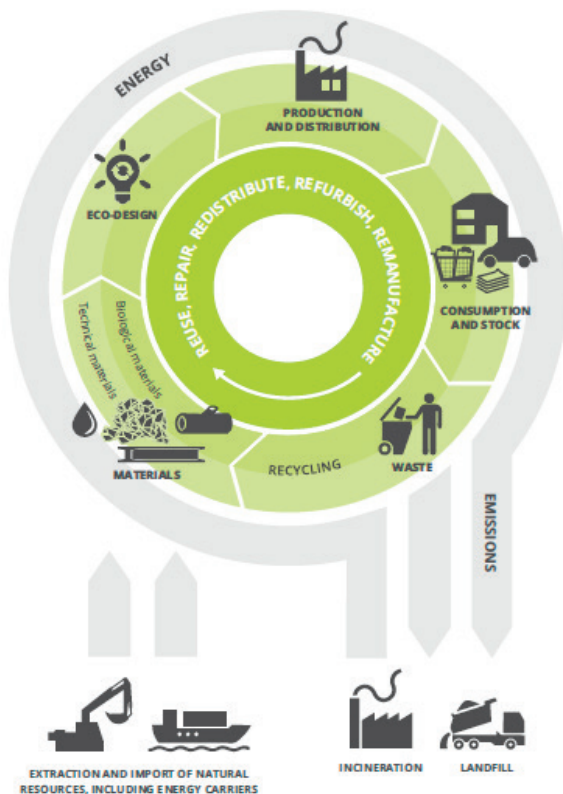 ENERGY
PRODUCTION
AND DISTRIBUTION
ECO-DESIGN
REUSE, REPAIR, REDISTRIBUTE, REFURBISH, REMANUFACTURE
CONSUMPTION
AND STOCK
Biological materials
Technical materials
MATERIALS
RECYCLING
WASTE
EMISSIONS
EXTRACTION AND IMPORT OF NATURAL
RESOURCES, INCLUDING ENERGY CARRIERS
INCINERATION
LANDFILL